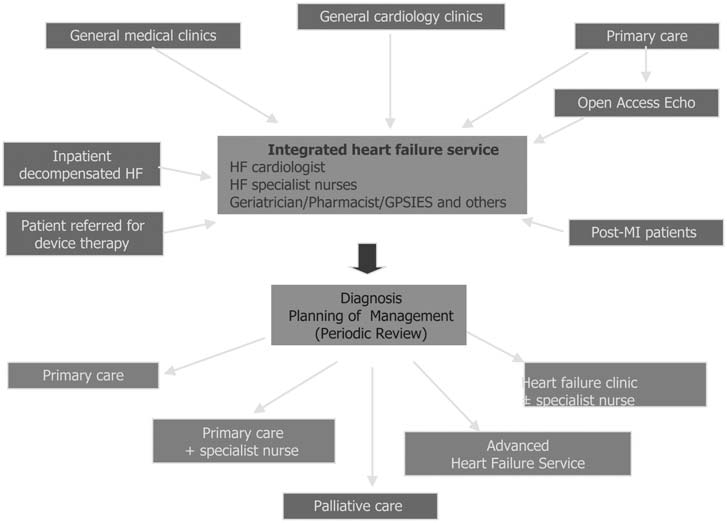 General medical clinics
General cardiology clinics
Primary care
Open Access Echo
Integrated heart failure service
HF cardiologist
HF specialist nurses
Geriatrician/Pharmacist/GPSIES and others
Inpatient
decompensated HF
Patient referred for
device therapy
Post-MI patients
Diagnosis
Planning of Management
(Periodic Review)
Primary care
Heart failure clinic
± specialist nurse
Primary care
+ specialist nurse
Advanced
Heart Failure Service
Palliative care